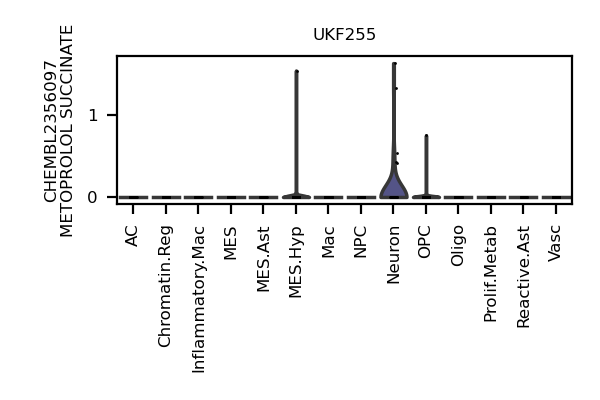 UKF255
CHEMBL2356097
METOPROLOL SUCCINATE
1
0
AC
Chromatin.Reg
Inflammatory.Mac
MES
MES.Ast
MES.Hyp
Mac
NPC
Neuron
OPC
Oligo
Prolif.Metab
Reactive.Ast
Vasc